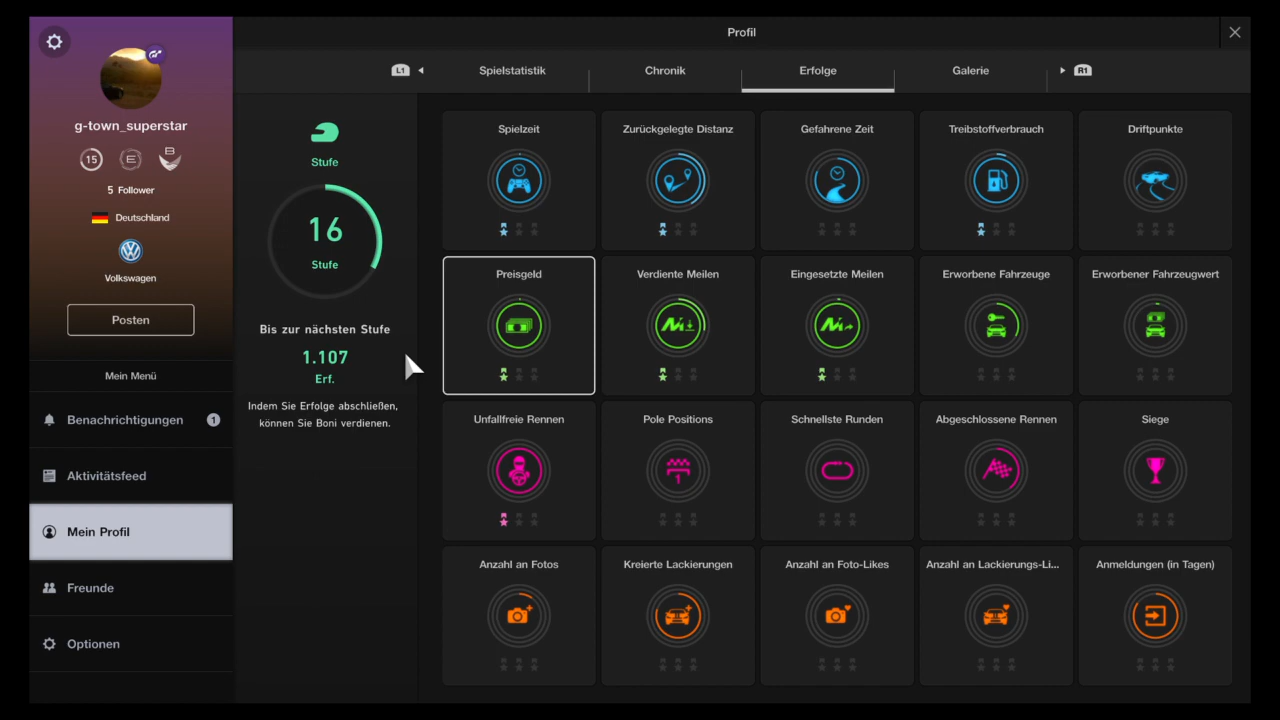 Profil
L1
Spielstatistik
Chronik
Erfolge
Galerie
R1
g-town_superstar
15
E
B
5 Follower
Deutschland
Volkswagen
Posten
Mein Menü
Benachrichtigungen 1
Aktivitätsfeed
Mein Profil
Freunde
Optionen
Stufe
16
Stufe
Bis zur nächsten Stufe
1.107
Erf.
Indem Sie Erfolge abschließen,
können Sie Boni verdienen.
Spielzeit
Zurückgelegte Distanz
Gefahrene Zeit
Treibstoffverbrauch
Driftpunkte
Preisgeld
Verdiente Meilen
Eingesetzte Meilen
Erworbene Fahrzeuge
Erworbener Fahrzeugwert
Unfallfreie Rennen
Pole Positions
1
Schnellste Runden
Abgeschlossene Rennen
Siege
Anzahl an Fotos
Kreierte Lackierungen
Anzahl an Foto-Likes
Anzahl an Lackierungs-Li...
Anmeldungen (in Tagen)